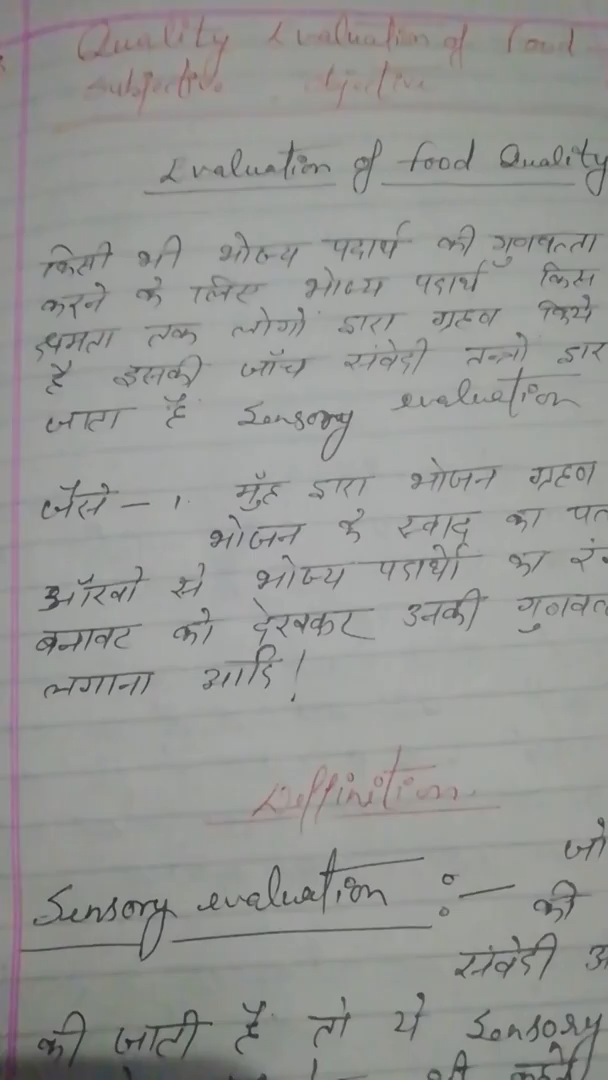 Quality Evaluation of food
Subjective objective
Evaluation of food Quality
किसी भी भोज्य पदार्थ की गुणवत्ता
करने के लिए भोज्य पदार्थ किस
क्षमता तक लोगो द्वारा ग्रहण किये
है इसकी जाँच संवेदी तन्त्रो द्वार
जाता है Sensory evaluation
जैसे – 1. मुँह द्वारा भोजन ग्रहण
भोजन के स्वाद का पत
आँखो से भोज्य पदार्थो का रं
बनावट को देखकर उनकी गुणवत
लगाना आदि!
Deffinition
Sensory evaluation :– जो
की
संवेदी अ
की जाती है तो ये Sensory